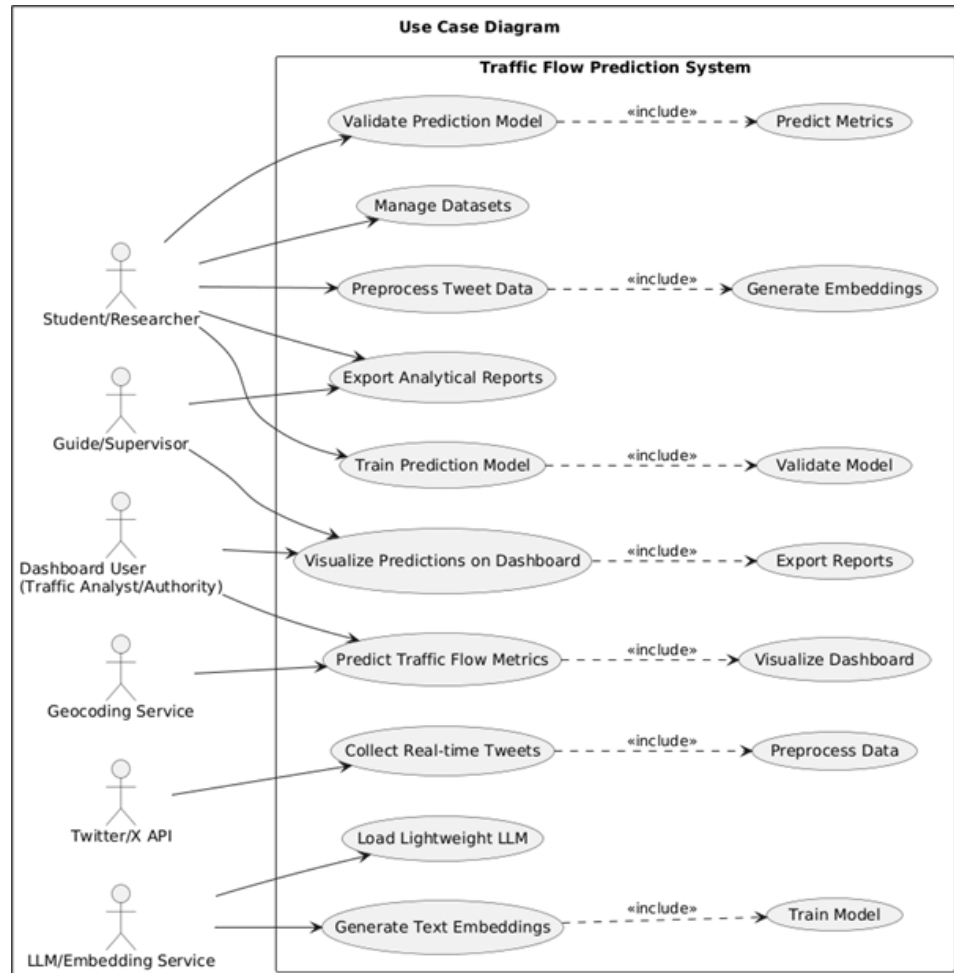 Use Case Diagram
Traffic Flow Prediction System
Validate Prediction Model
«include»
Predict Metrics
Manage Datasets
Student/Researcher
Preprocess Tweet Data
«include»
Generate Embeddings
Export Analytical Reports
Guide/Supervisor
Train Prediction Model
«include»
Validate Model
Dashboard User
(Traffic Analyst/Authority)
Visualize Predictions on Dashboard
«include»
Export Reports
Geocoding Service
Predict Traffic Flow Metrics
«include»
Visualize Dashboard
Twitter/X API
Collect Real-time Tweets
«include»
Preprocess Data
Load Lightweight LLM
LLM/Embedding Service
Generate Text Embeddings
«include»
Train Model